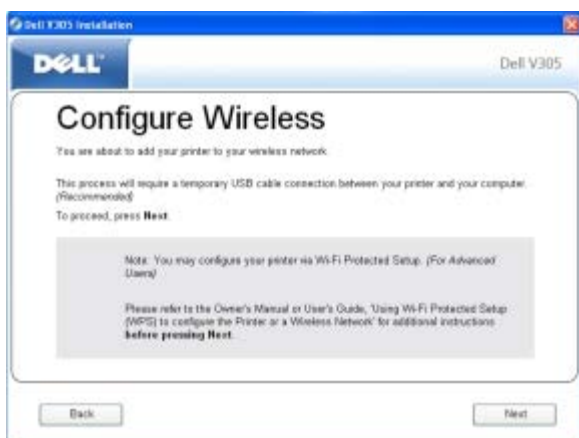 Dell V305 Installation
DELL
Dell V305
Configure Wireless
You are about to add your printer to your wireless network.
This process will require a temporary USB cable connection between your printer and your computer.
(Recommended)
To proceed, press Next.
Note: You may configure your printer via Wi-Fi Protected Setup. (For Advanced
Users)
Please refer to the Owner's Manual or User's Guide, 'Using Wi-Fi Protected Setup
(WPS) to configure the Printer or a Wireless Network' for additional instructions
before pressing Next.
Back
Next